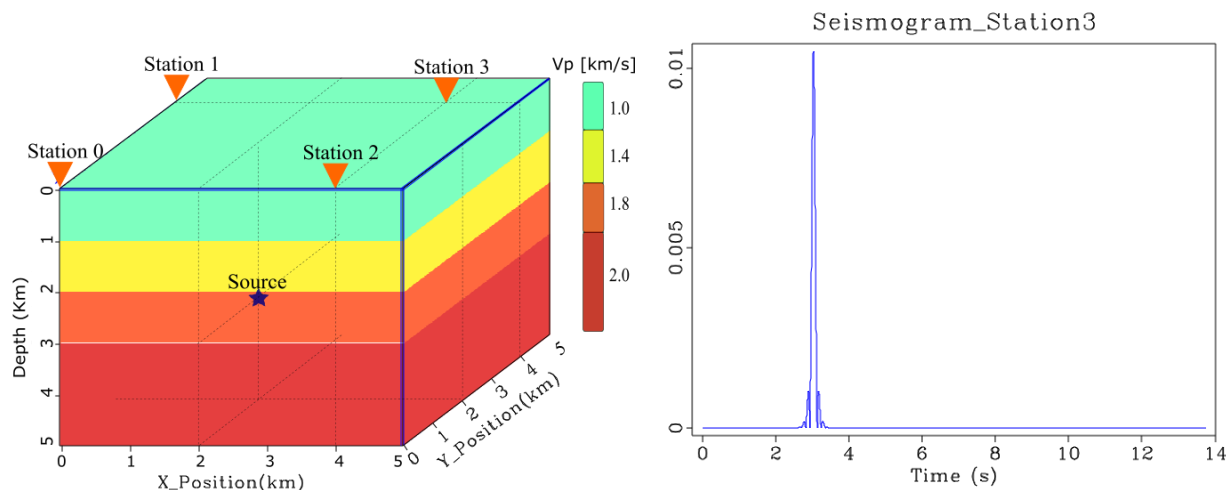 Seismogram_Station3
Station 1
Station 3
Vp [km/s]
Station 0
Station 2
1.0
1.4
1.8
2.0
Source
Depth (Km)
0
1
2
3
4
5
0
1
2
3
4
5
Y_Position(km)
0
2
4
5
X_Position(km)
0.01
0.005
0
0
2
4
6
8
10
12
14
Time (s)